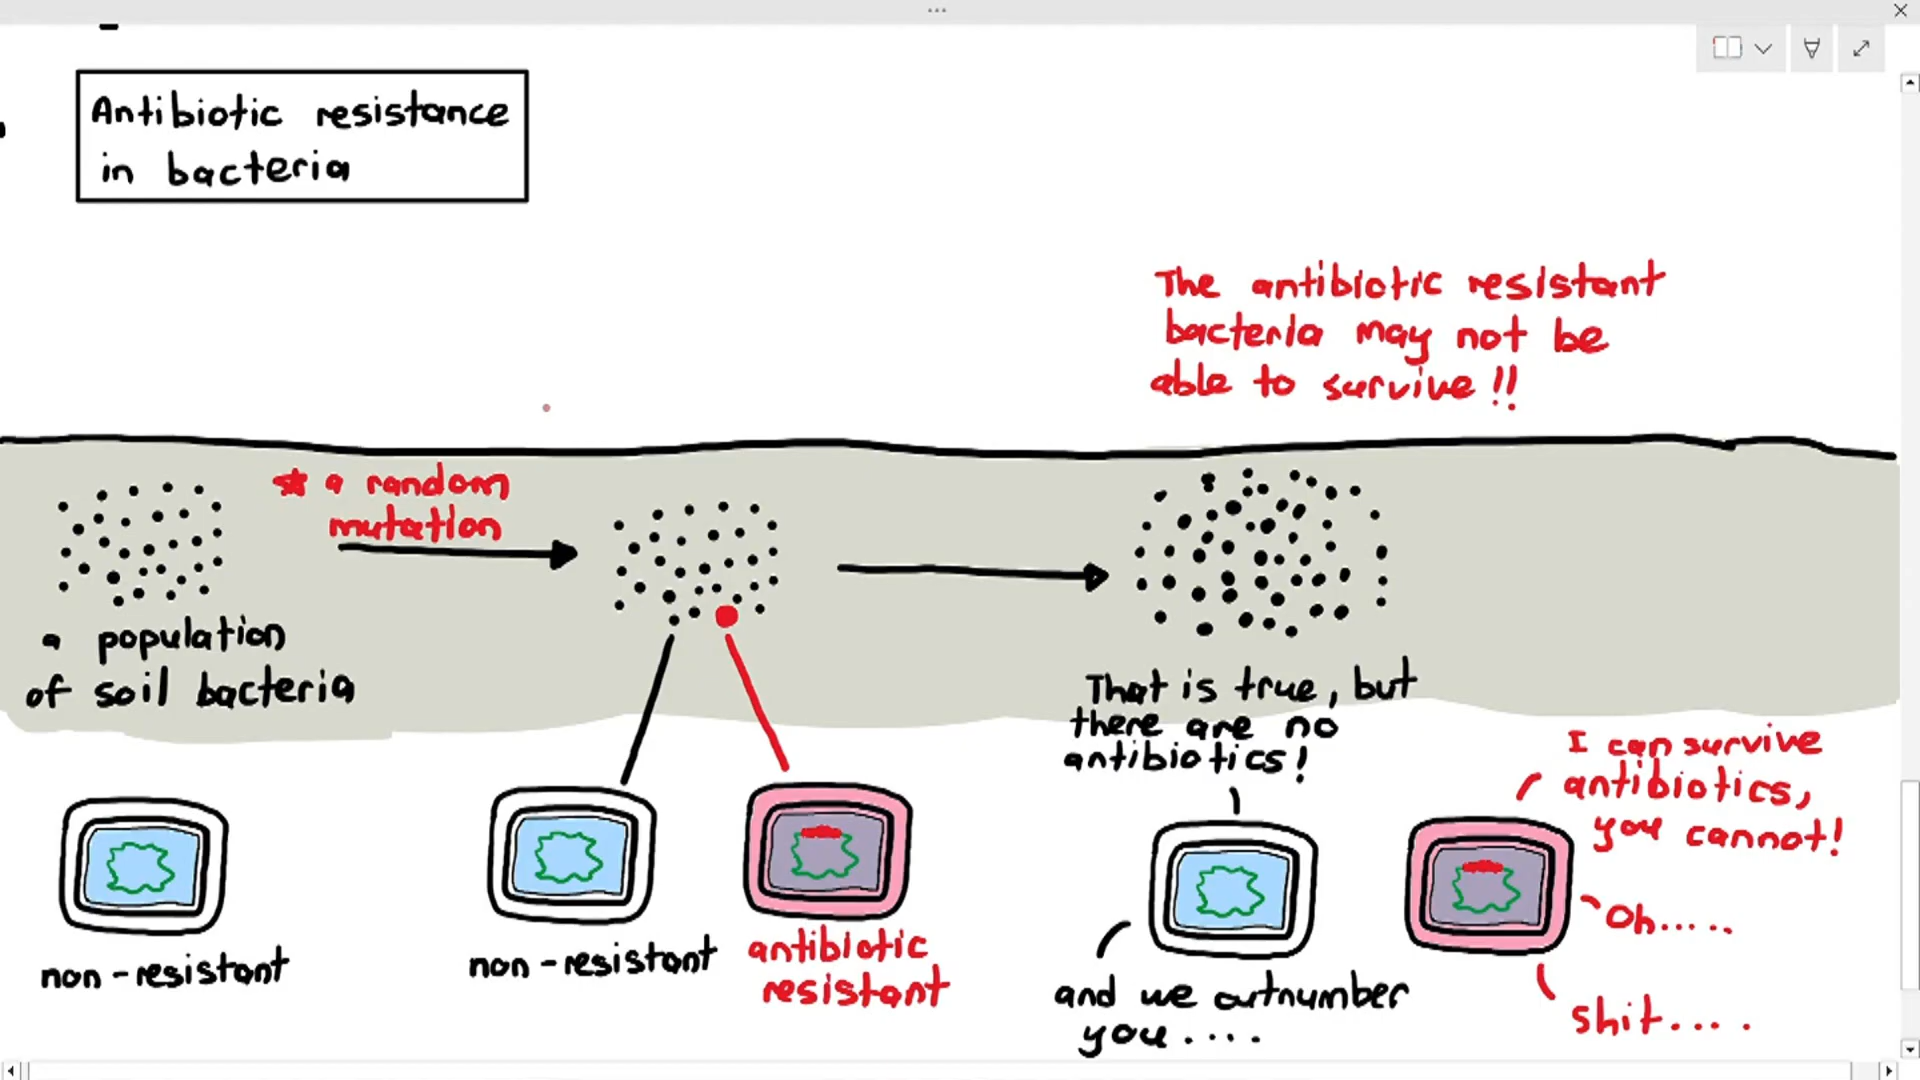 Antibiotic resistance
in bacteria
The antibiotic resistant
bacteria may not be
able to survive!!
* a random
mutation
a population
of soil bacteria
non-resistant
non-resistant
antibiotic
resistant
That is true, but
there are no
antibiotics!
and we outnumber
you....
I can survive
antibiotics,
you cannot!
Oh.....
shit....